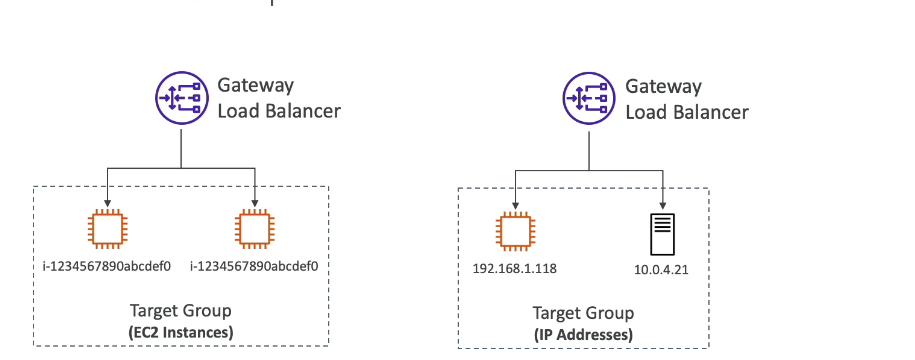 Gateway
Load Balancer
i-1234567890abcdef0
i-1234567890abcdef0
Target Group
(EC2 Instances)
Gateway
Load Balancer
192.168.1.118
10.0.4.21
Target Group
(IP Addresses)